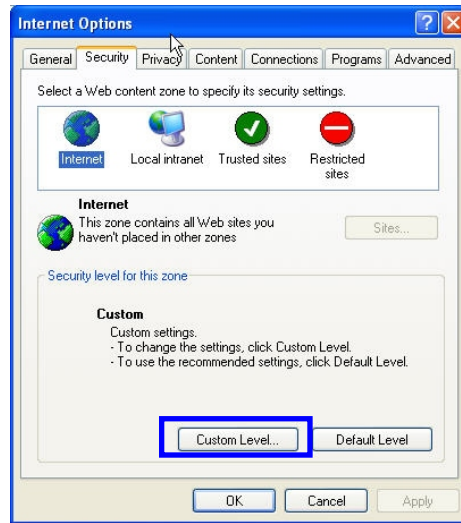 Internet Options
General Security Privacy Content Connections Programs Advanced
Select a Web content zone to specify its security settings.
Internet Local intranet Trusted sites Restricted
sites
Internet
This zone contains all Web sites you
haven't placed in other zones
Sites...
Security level for this zone
Custom
Custom settings.
- To change the settings, click Custom Level.
- To use the recommended settings, click Default Level.
Custom Level... Default Level
OK Cancel Apply